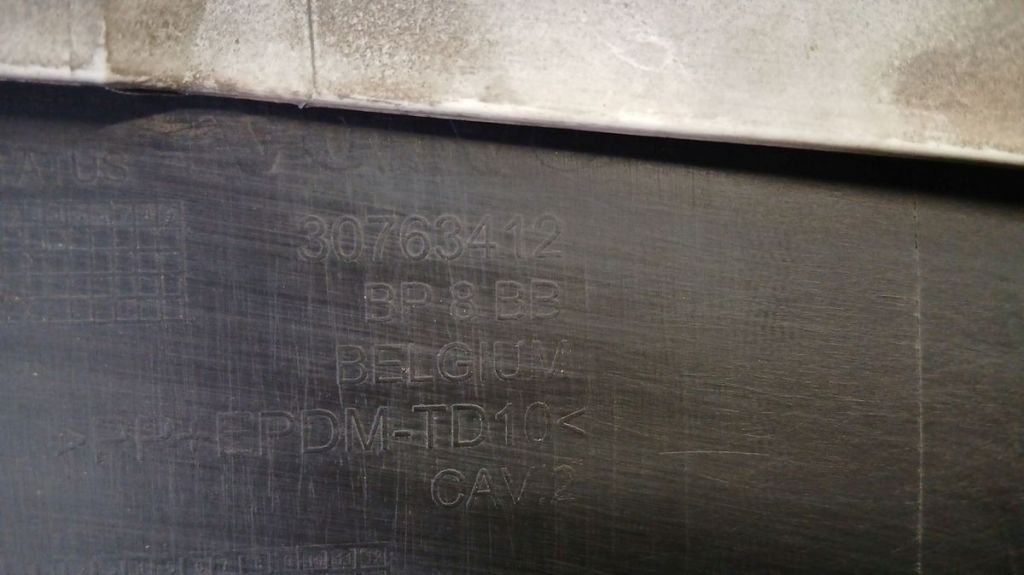 30763412
BP 8 BB
BELGIUM
>PP+EPDM-TD10<
CAV.2